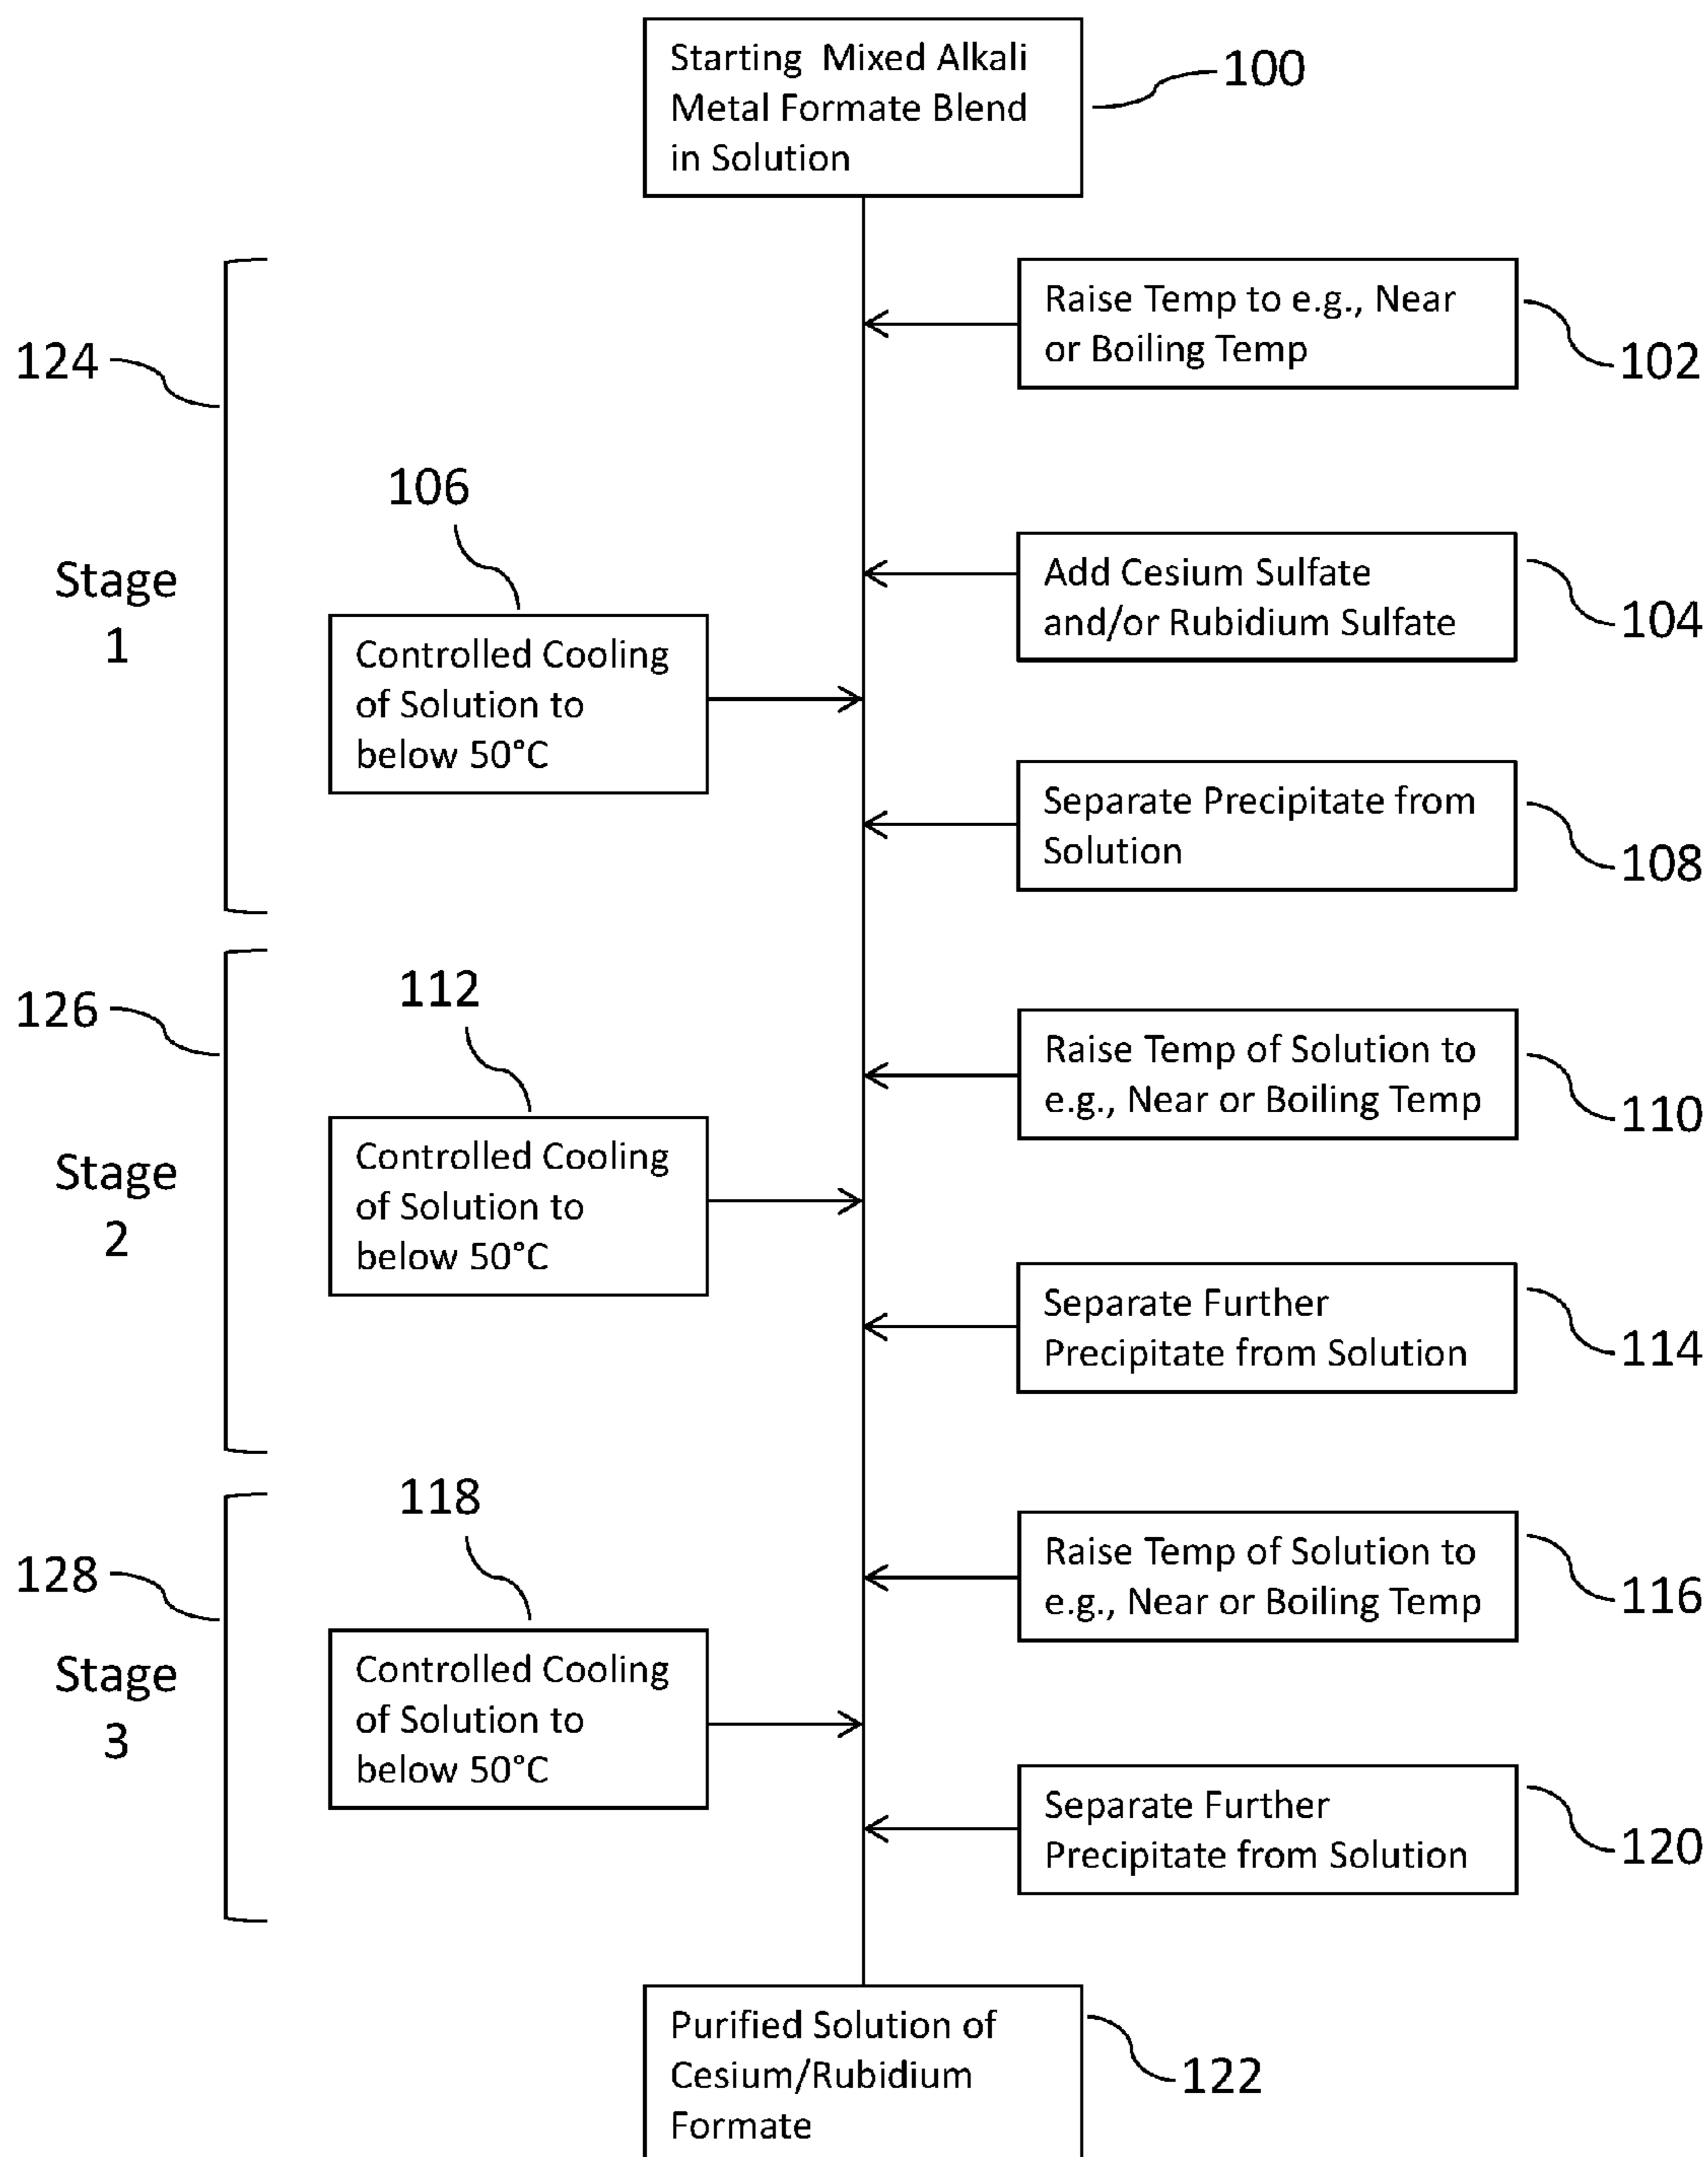 Starting Mixed Alkali
Metal Formate Blend
in Solution
100
Raise Temp to e.g., Near
or Boiling Temp
102
124
Stage
1
Add Cesium Sulfate
and/or Rubidium Sulfate
104
106
Controlled Cooling
of Solution to
below 50°C
Separate Precipitate from
Solution
108
126
Stage
2
Raise Temp of Solution to
e.g., Near or Boiling Temp
110
112
Controlled Cooling
of Solution to
below 50°C
Separate Further
Precipitate from Solution
114
128
Stage
3
Raise Temp of Solution to
e.g., Near or Boiling Temp
116
118
Controlled Cooling
of Solution to
below 50°C
Separate Further
Precipitate from Solution
120
Purified Solution of
Cesium/Rubidium
Formate
122